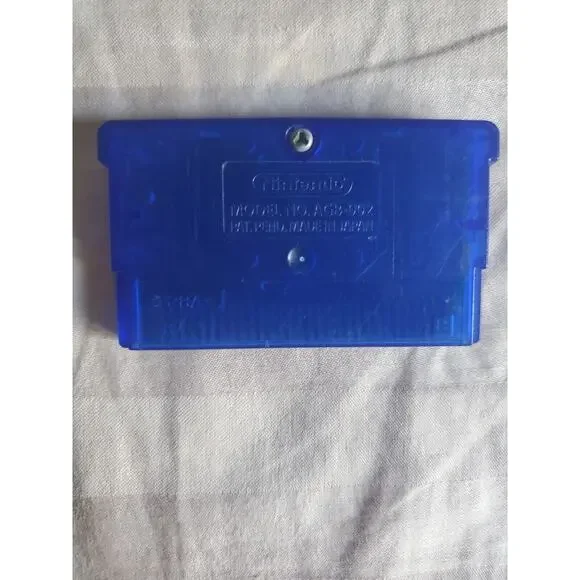 Nintendo
MODEL NO. AGB-002
PAT. PEND. MADE IN JAPAN